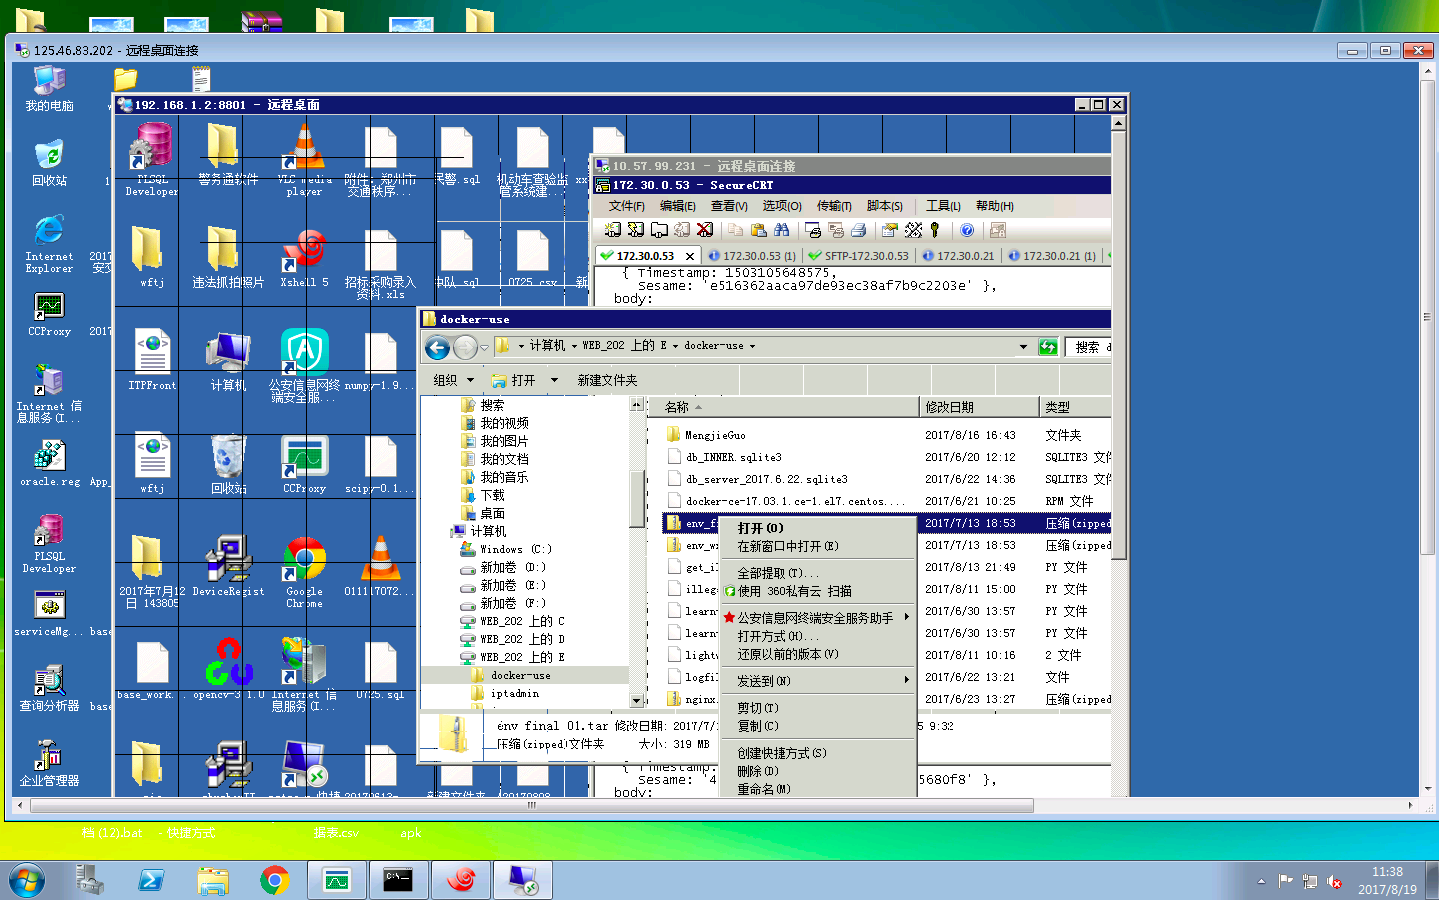 125.46.83.202 - 远程桌面连接
我的电脑
回收站
Internet
Explorer
CCProxy
Internet 信
息服务(I...
oracle.reg
PLSQL
Developer
serviceMg...
查询分析器
企业管理器
192.168.1.2:8801 - 远程桌面
PLSQL
Developer
警务通软件
VLC media
player
附件: 郑州市
交通秩序...
民警.sql
机动车查验监
管系统建...
wftj
违法抓拍照片
Xshell 5
招标采购录入
资料.xls
中队.sql
0725.csv
ITPFront
计算机
公安信息网终
端安全服...
numpy-1.9...
wftj
回收站
CCProxy
scipy-0.1...
2017年7月12
日 143805
DeviceRegist
Google
Chrome
011117072...
base_work...
opencv-3 1.0
Internet 信
息服务(I...
0725.sql
10.57.99.231 - 远程桌面连接
172.30.0.53 - SecureCRT
文件(F) 编辑(E) 查看(V) 选项(O) 传输(T) 脚本(S) 工具(L) 帮助(H)
172.30.0.53 172.30.0.53 (1) SFTP-172.30.0.53 172.30.0.21 172.30.0.21 (1)
{ Timestamp: 1503105648575,
Sesame: 'e516362aaca97de93ec38af7b9c2203e' },
body:
docker-use
计算机 WEB_202 上的 E docker-use
搜索
组织 打开 新建文件夹
搜索
我的视频
我的图片
我的文档
我的音乐
下载
桌面
计算机
Windows (C:)
新加卷 (D:)
新加卷 (E:)
新加卷 (F:)
WEB_202 上的 C
WEB_202 上的 D
WEB_202 上的 E
docker-use
iptadmin
名称 修改日期 类型
MengjieGuo 2017/8/16 16:43 文件夹
db_INNER.sqlite3 2017/6/20 12:12 SQLITE3 文
db_server_2017.6.22.sqlite3 2017/6/22 14:36 SQLITE3 文
docker-ce-17.03.1.ce-1.el7.centos.... 2017/6/21 10:25 RPM 文件
env_f 2017/7/13 18:53 压缩(zipped
env_w 2017/7/13 18:53 压缩(zipped
get_i 2017/8/13 21:49 PY 文件
illeg 2017/8/11 15:00 PY 文件
learn 2017/6/30 13:57 PY 文件
learn 2017/6/30 13:57 PY 文件
light 2017/8/11 10:16 2 文件
logfil 2017/6/22 13:21 文件
nginx 2017/6/23 13:27 压缩(zipped
打开(O)
在新窗口中打开(E)
全部提取(T)...
使用 360私有云 扫描
公安信息网终端安全服务助手
打开方式(H)...
还原以前的版本(V)
发送到(N)
剪切(T)
复制(C)
创建快捷方式(S)
删除(D)
重命名(M)
env final 01.tar 修改日期: 2017/7/1
5 9:32
压缩(zipped)文件夹 大小: 319 MB
{ Timestamp:
Sesame: '4
5680f8' },
body:
档 (12).bat
- 快捷方式
据表.csv
apk
11:38
2017/8/19